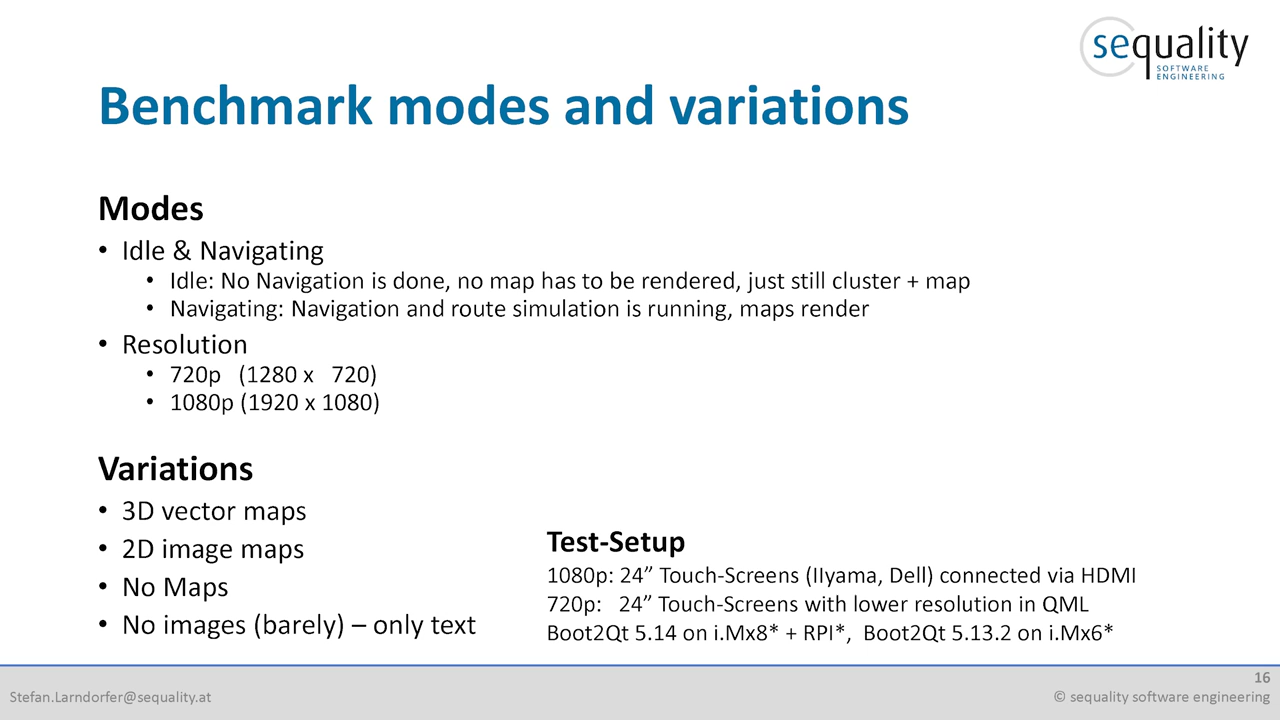 sequality
SOFTWARE
ENGINEERING
Benchmark modes and variations
Modes
• Idle & Navigating
• Idle: No Navigation is done, no map has to be rendered, just still cluster + map
• Navigating: Navigation and route simulation is running, maps render
• Resolution
• 720p (1280 x 720)
• 1080p (1920 x 1080)
Variations
• 3D vector maps
• 2D image maps
• No Maps
• No images (barely) – only text
Test-Setup
1080p: 24” Touch-Screens (IIyama, Dell) connected via HDMI
720p: 24” Touch-Screens with lower resolution in QML
Boot2Qt 5.14 on i.Mx8* + RPI*, Boot2Qt 5.13.2 on i.Mx6*
16
Stefan.Larndorfer@sequality.at
© sequality software engineering